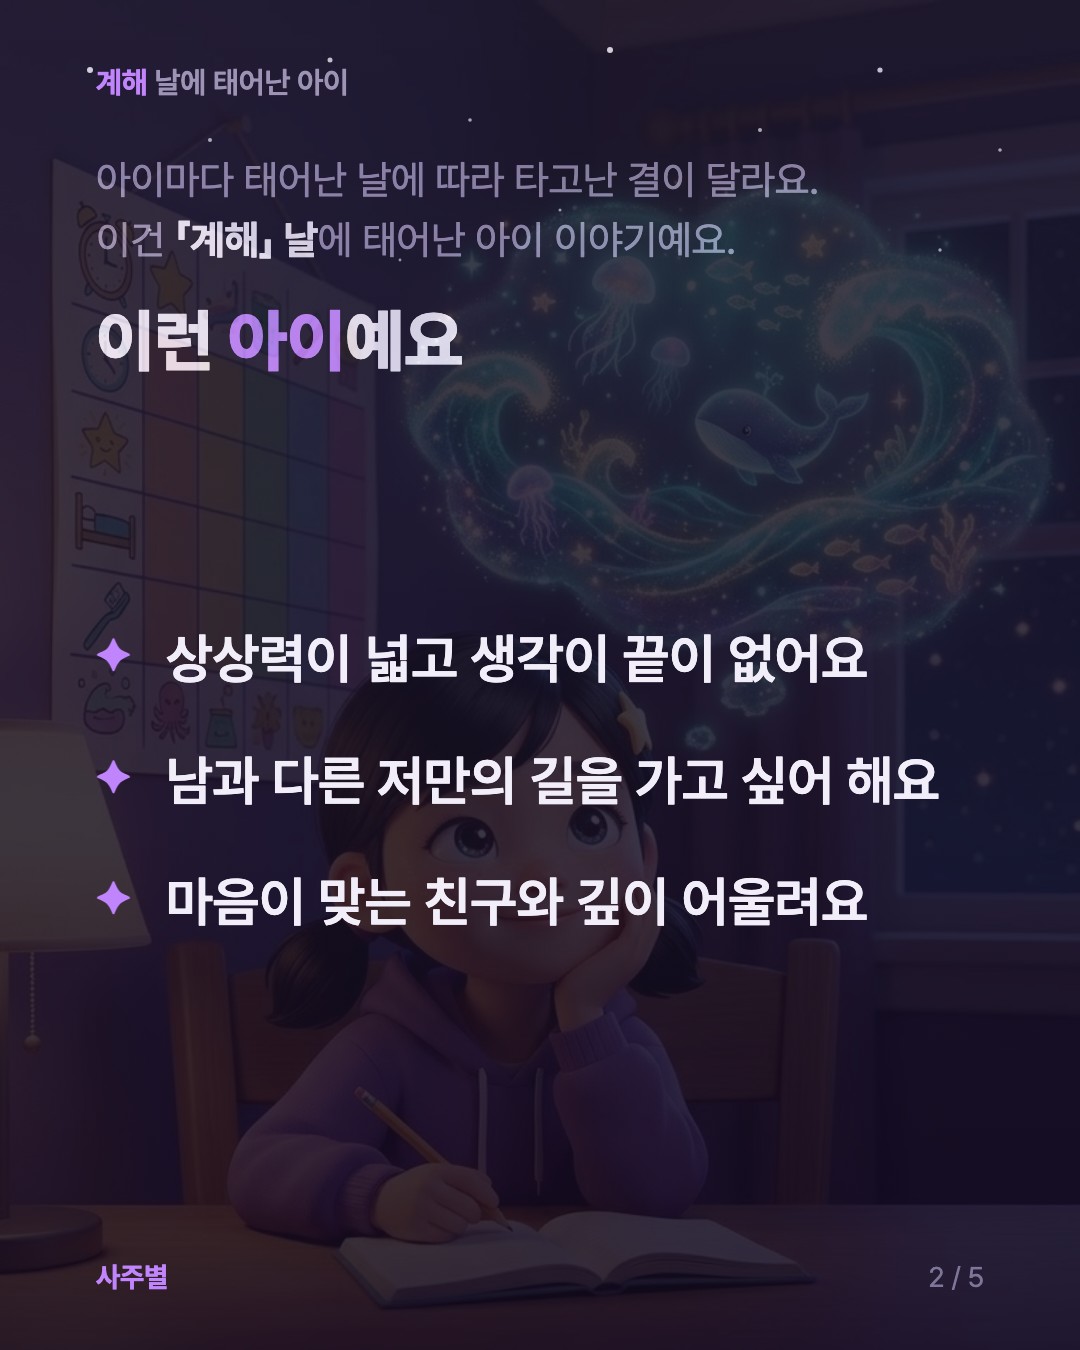 계해 날에 태어난 아이
아이마다 태어난 날에 따라 타고난 결이 달라요.
이건 「계해」 날에 태어난 아이 이야기예요.
이런 아이예요
상상력이 넓고 생각이 끝이 없어요
남과 다른 저만의 길을 가고 싶어 해요
마음이 맞는 친구와 깊이 어울려요
사주별
2 / 5